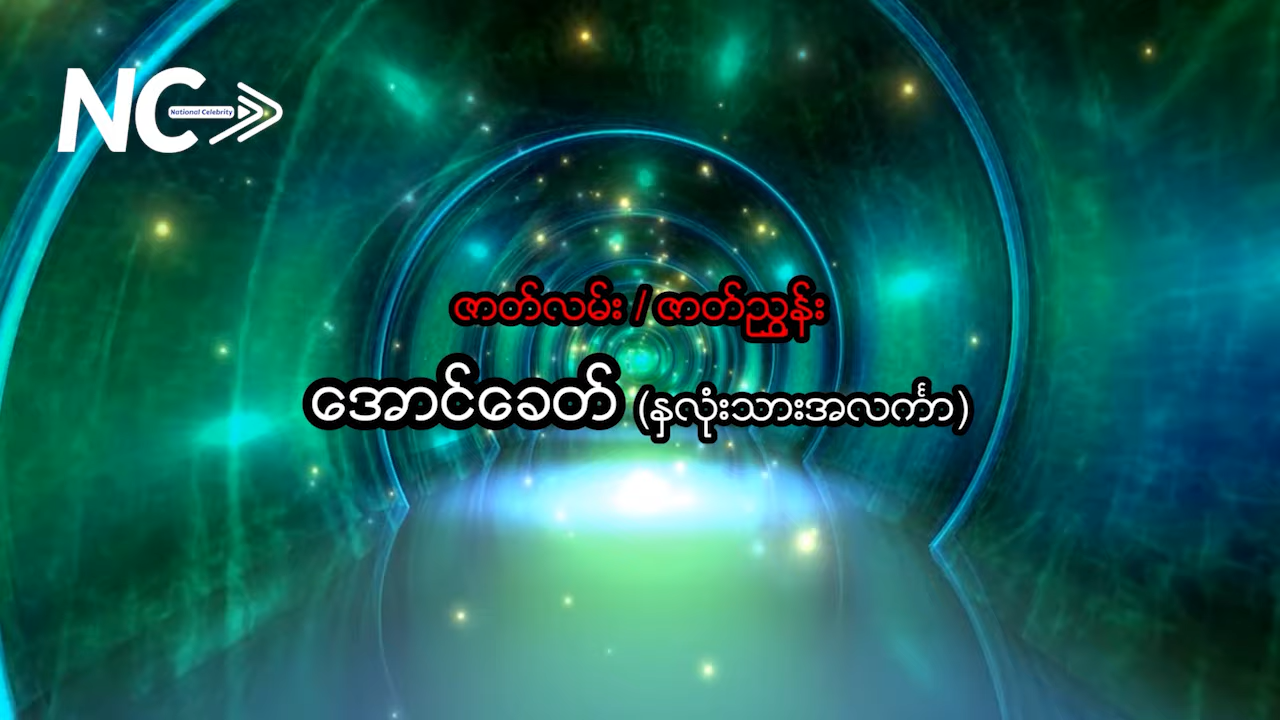 NC
National Celebrity
ဇာတ်လမ်း / ဇာတ်ညွှန်း
အောင်ခေတ် (နှလုံးသားအလင်္ကာ)